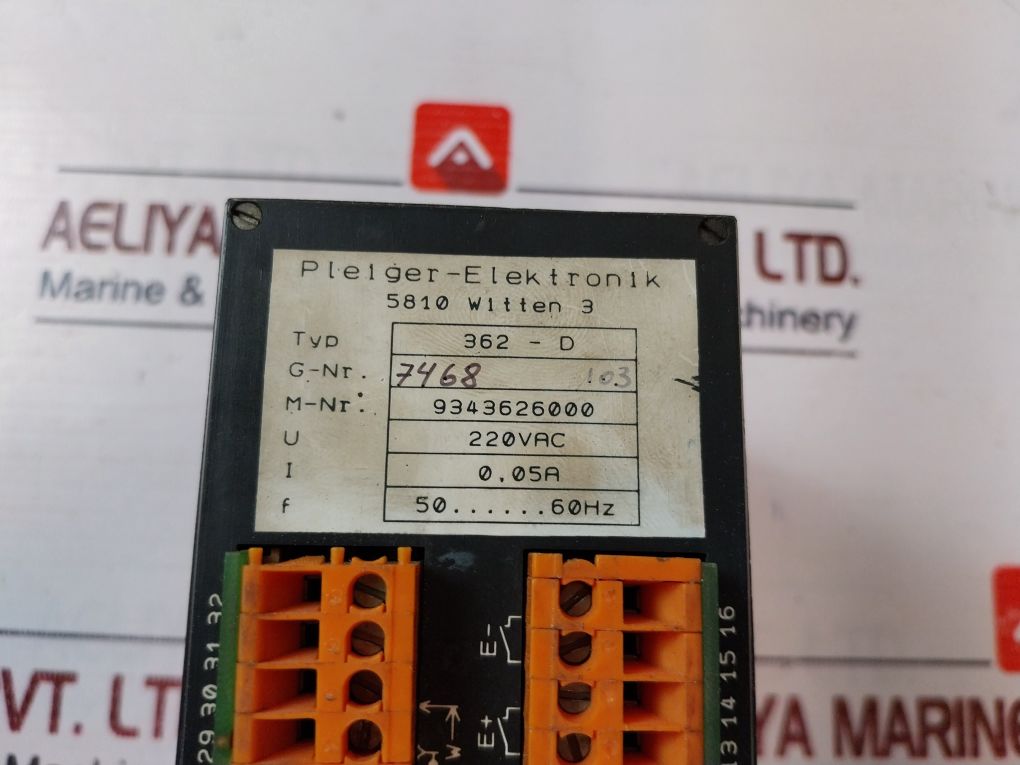 AELIYA LTD.
Marine & chinery
Pleiger-Elektronik
5810 Witten 3
Typ 362 - D
G-Nr. 7468 103
M-Nr. 9343626000
U 220VAC
I 0,05A
f 50......60Hz
29 30 31 32
E-
E+
Y
W
13 14 15 16
VT. LT
YA MARINE